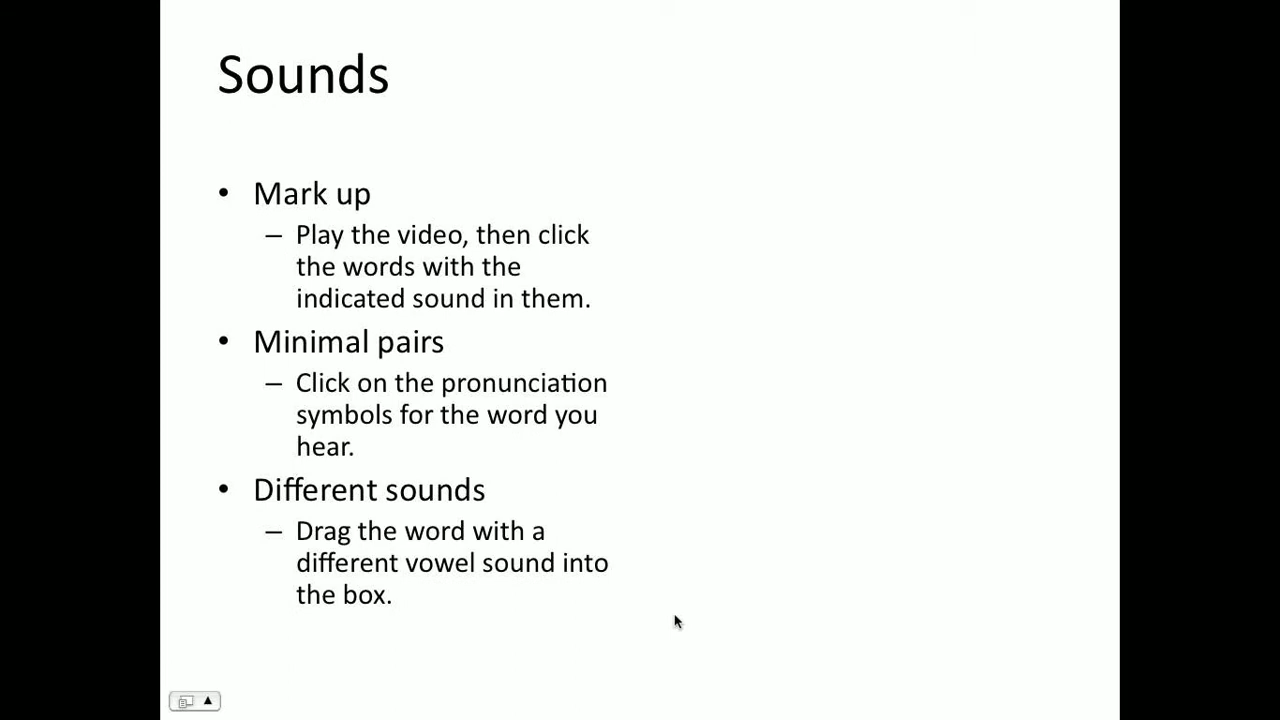 Sounds
• Mark up
– Play the video, then click
the words with the
indicated sound in them.
• Minimal pairs
– Click on the pronunciation
symbols for the word you
hear.
• Different sounds
– Drag the word with a
different vowel sound into
the box.